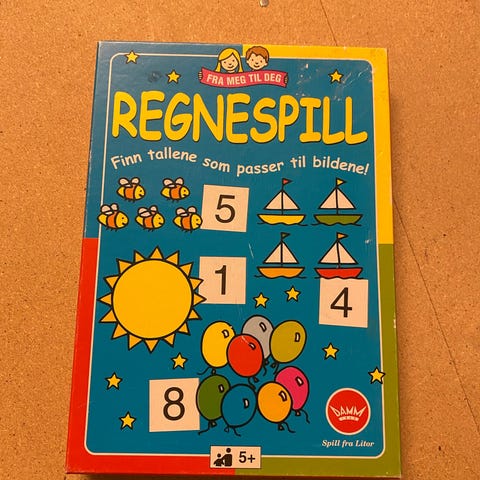 FRA MEG TIL DEG
REGNESPILL
Finn tallene som passer til bildene!
5
1
4
8
DAMM
Spill fra Litor
5+